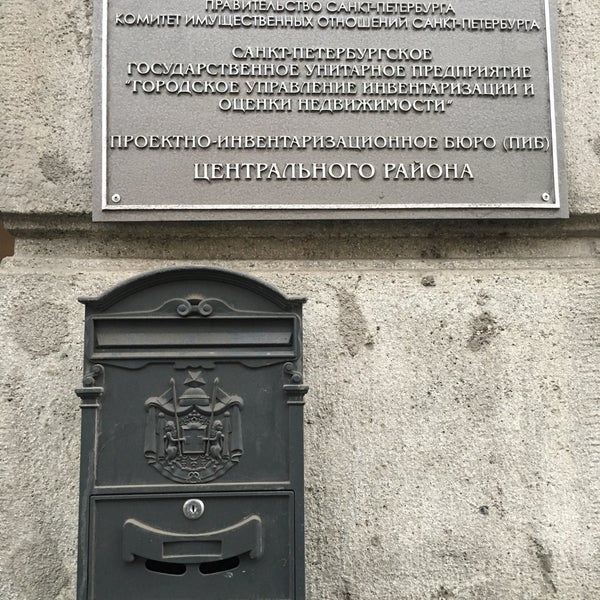 ПРАВИТЕЛЬСТВО САНКТ-ПЕТЕРБУРГА
КОМИТЕТ ИМУЩЕСТВЕННЫХ ОТНОШЕНИЙ САНКТ-ПЕТЕРБУРГА
САНКТ-ПЕТЕРБУРГСКОЕ
ГОСУДАРСТВЕННОЕ УНИТАРНОЕ ПРЕДПРИЯТИЕ
"ГОРОДСКОЕ УПРАВЛЕНИЕ ИНВЕНТАРИЗАЦИИ И
ОЦЕНКИ НЕДВИЖИМОСТИ"
ПРОЕКТНО-ИНВЕНТАРИЗАЦИОННОЕ БЮРО (ПИБ)
ЦЕНТРАЛЬНОГО РАЙОНА